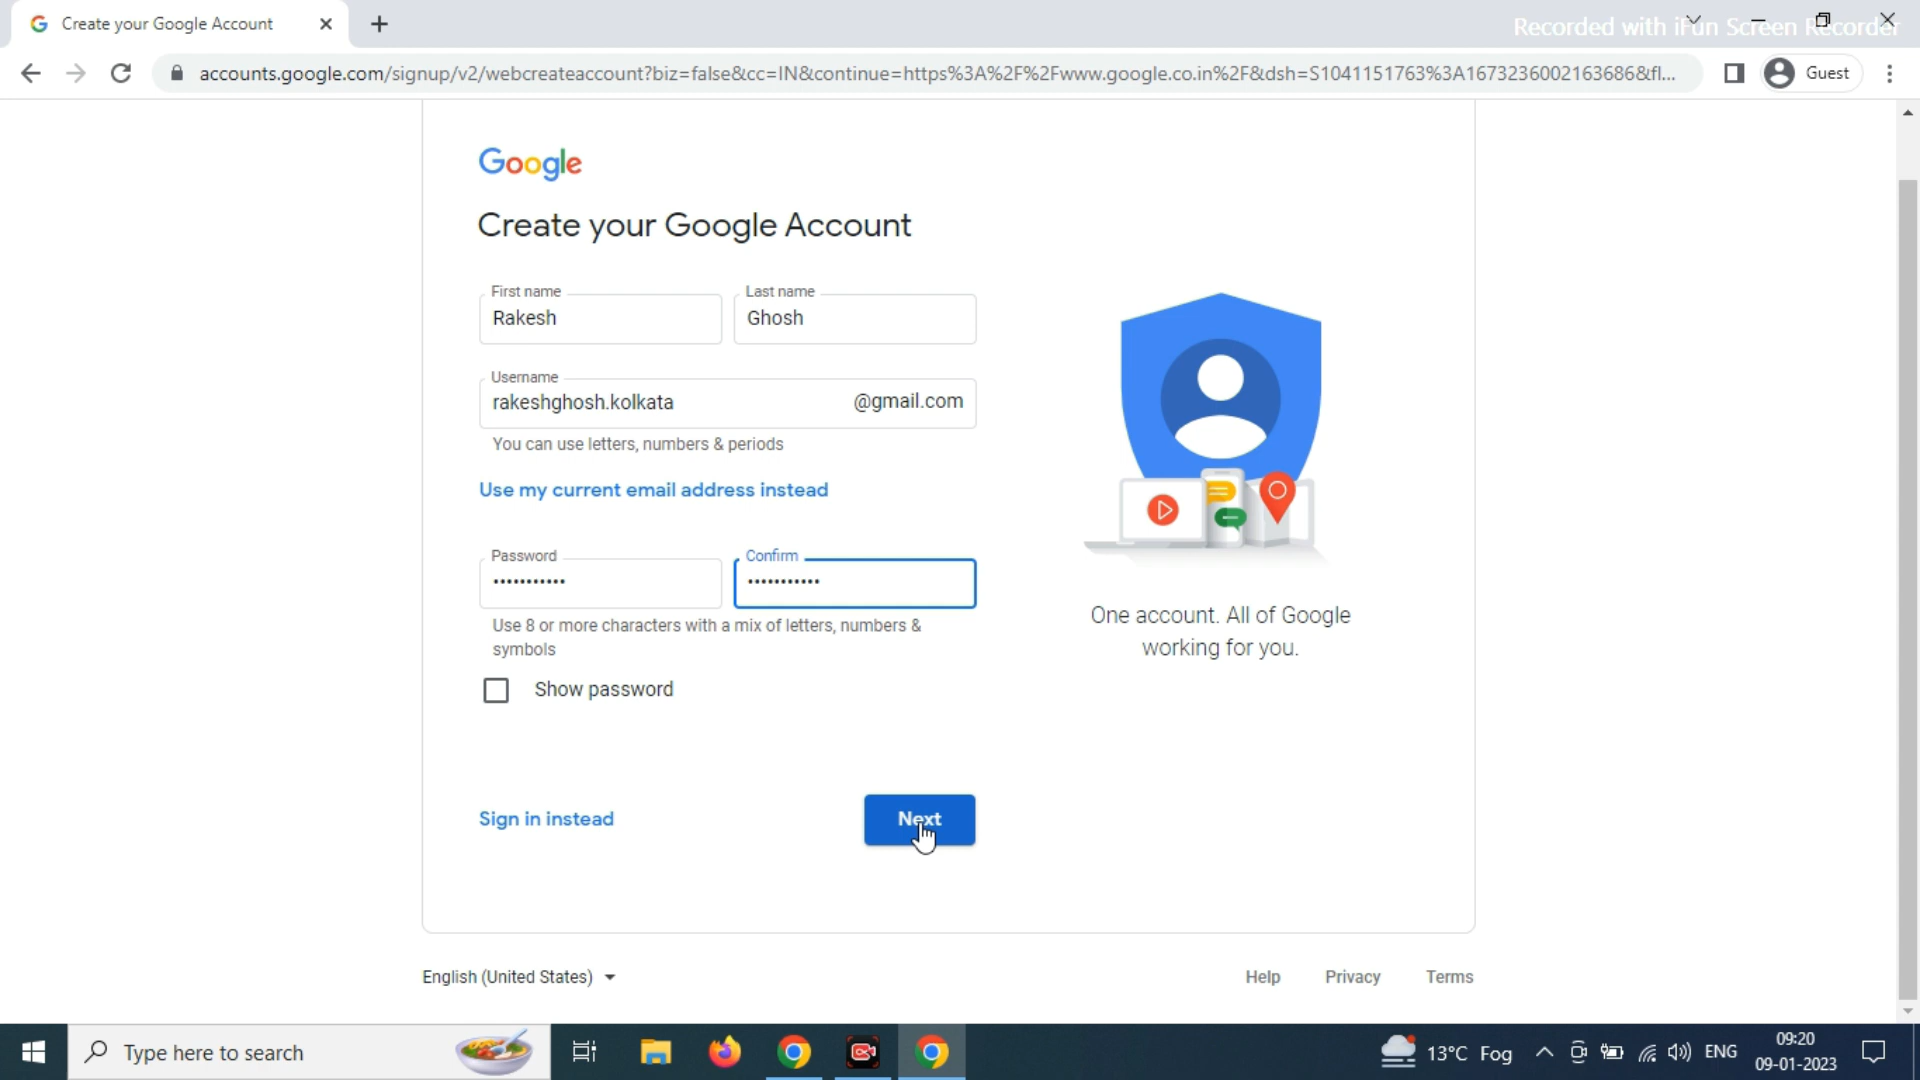 Create your Google Account
Recorded with iFun Screen Recorder
accounts.google.com/signup/v2/webcreateaccount?biz=false&cc=IN&continue=https%3A%2F%2Fwww.google.co.in%2F&dsh=S1041151763%3A1673236002163686&fl...
Guest
Google
Create your Google Account
First name
Last name
Rakesh
Ghosh
Username
rakeshghosh.kolkata
@gmail.com
You can use letters, numbers & periods
Use my current email address instead
Password
Confirm
•••••••••••
•••••••••••
Use 8 or more characters with a mix of letters, numbers &
symbols
Show password
One account. All of Google
working for you.
Sign in instead
Next
English (United States)
Help
Privacy
Terms
Type here to search
13°C Fog
ENG
09:20
09-01-2023